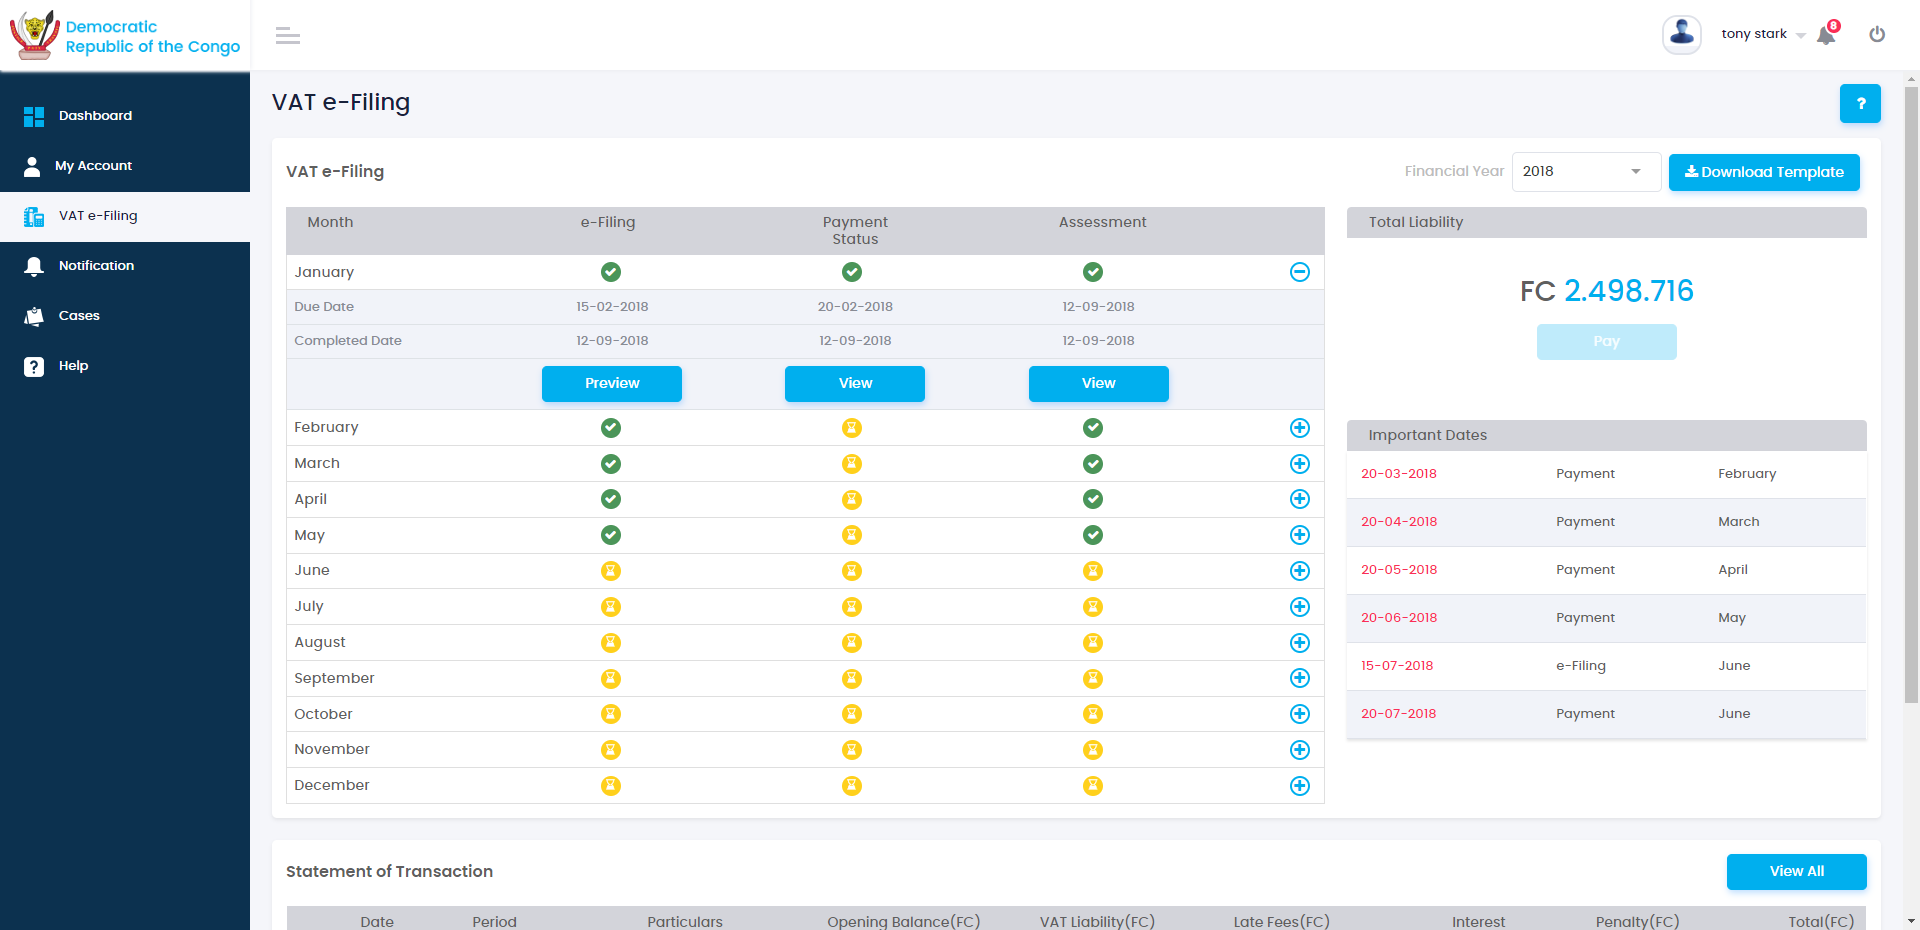 Democratic
Republic of the Congo
tony stark
8
Dashboard
My Account
VAT e-Filing
Notification
Cases
Help
VAT e-Filing
?
VAT e-Filing
Financial Year 2018 Download Template
Month e-Filing Payment Status Assessment
January
Due Date 15-02-2018 20-02-2018 12-09-2018
Completed Date 12-09-2018 12-09-2018 12-09-2018
Preview View View
February
March
April
May
June
July
August
September
October
November
December
Total Liability
FC 2.498.716
Pay
Important Dates
20-03-2018 Payment February
20-04-2018 Payment March
20-05-2018 Payment April
20-06-2018 Payment May
15-07-2018 e-Filing June
20-07-2018 Payment June
Statement of Transaction
View All
Date Period Particulars Opening Balance(FC) VAT Liability(FC) Late Fees(FC) Interest Penalty(FC) Total(FC)